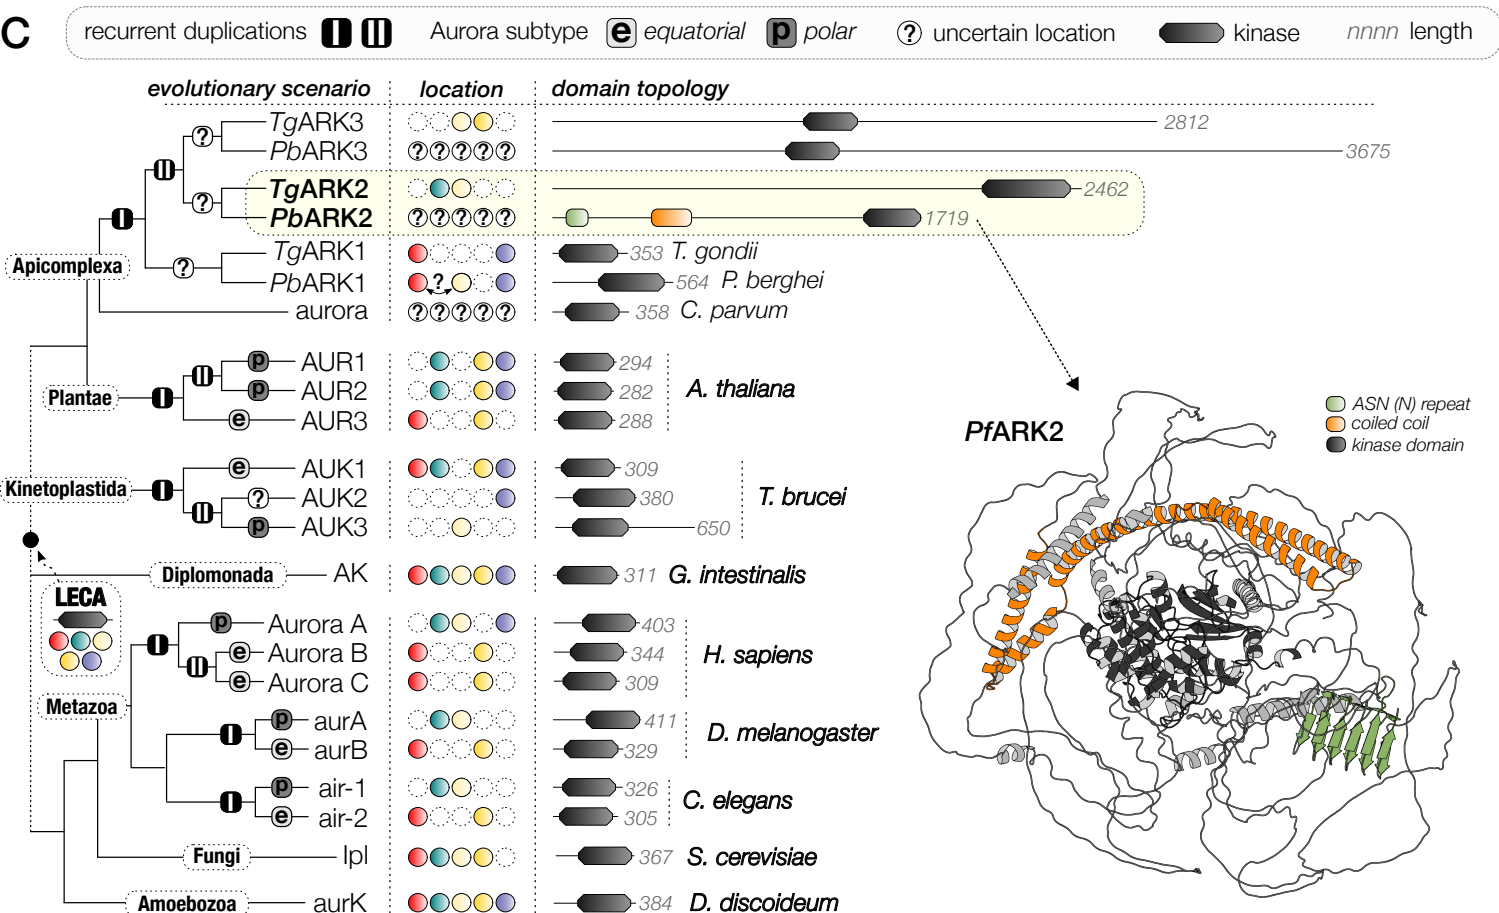 C
recurrent duplications I II Aurora subtype e equatorial p polar ? uncertain location kinase nnnn length
evolutionary scenario location domain topology
? TgARK3 2812
PbARK3 ? ? ? ? ? 3675
II
? TgARK2 2462
PbARK2 ? ? ? ? ? 1719
I
TgARK1 353 T. gondii
Apicomplexa ? PbARK1 ? 564 P. berghei
aurora ? ? ? ? ? 358 C. parvum
p AUR1 294
II p AUR2 282 A. thaliana
Plantae I
e AUR3 288
e AUK1 309
Kinetoplastida I ? AUK2 380 T. brucei
II p AUK3 650
Diplomonada AK 311 G. intestinalis
LECA
p Aurora A 403
I e Aurora B 344 H. sapiens
II e Aurora C 309
Metazoa
p aurA 411 D. melanogaster
I e aurB 329
p air-1 326 C. elegans
I e air-2 305
Fungi Ipl 367 S. cerevisiae
Amoebozoa aurK 384 D. discoideum
PfARK2
ASN (N) repeat
coiled coil
kinase domain